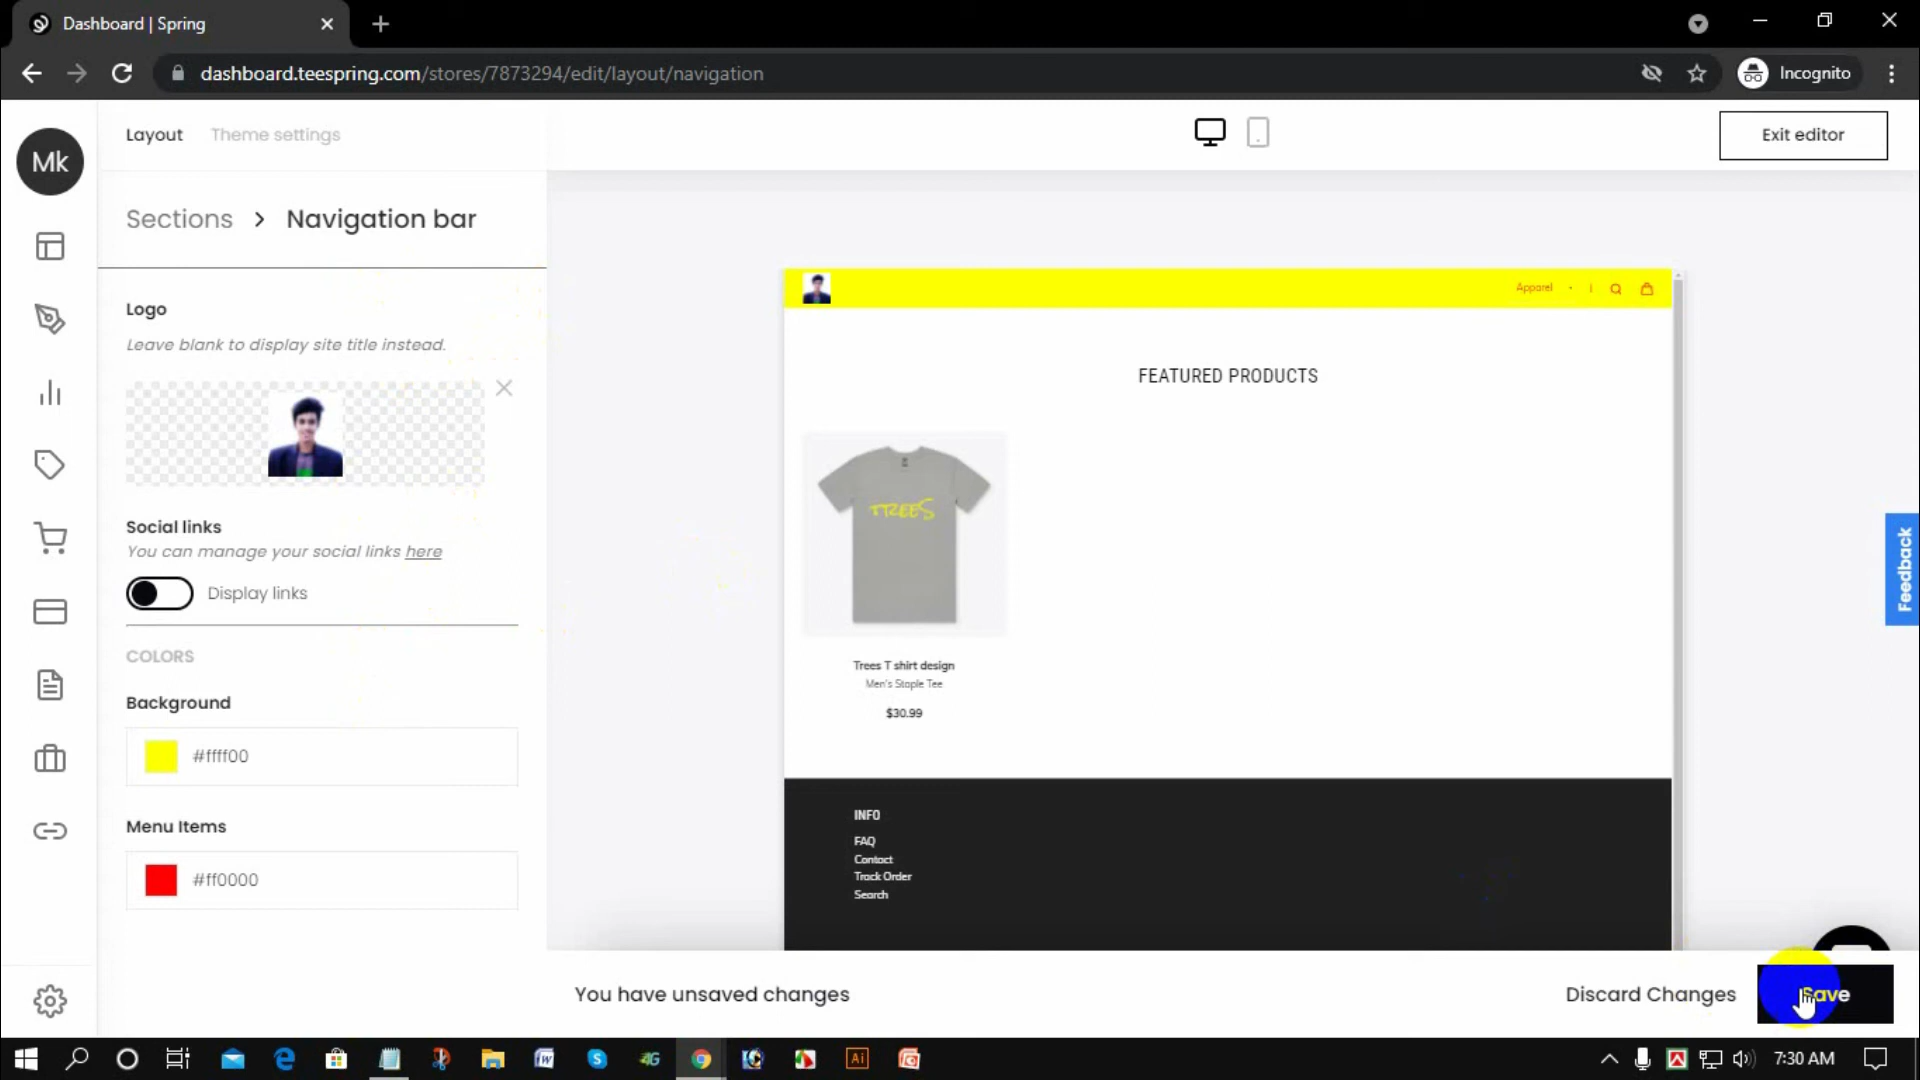 Dashboard | Spring
dashboard.teespring.com/stores/7873294/edit/layout/navigation
Incognito
Mk
Layout
Theme settings
Exit editor
Sections > Navigation bar
Logo
Leave blank to display site title instead.
Social links
You can manage your social links here
Display links
COLORS
Background
#ffff00
Menu Items
#ff0000
Apparel
FEATURED PRODUCTS
TREES
Trees T shirt design
Men's Staple Tee
$30.99
INFO
FAQ
Contact
Track Order
Search
Feedback
You have unsaved changes
Discard Changes
Save
4G
Ai
7:30 AM